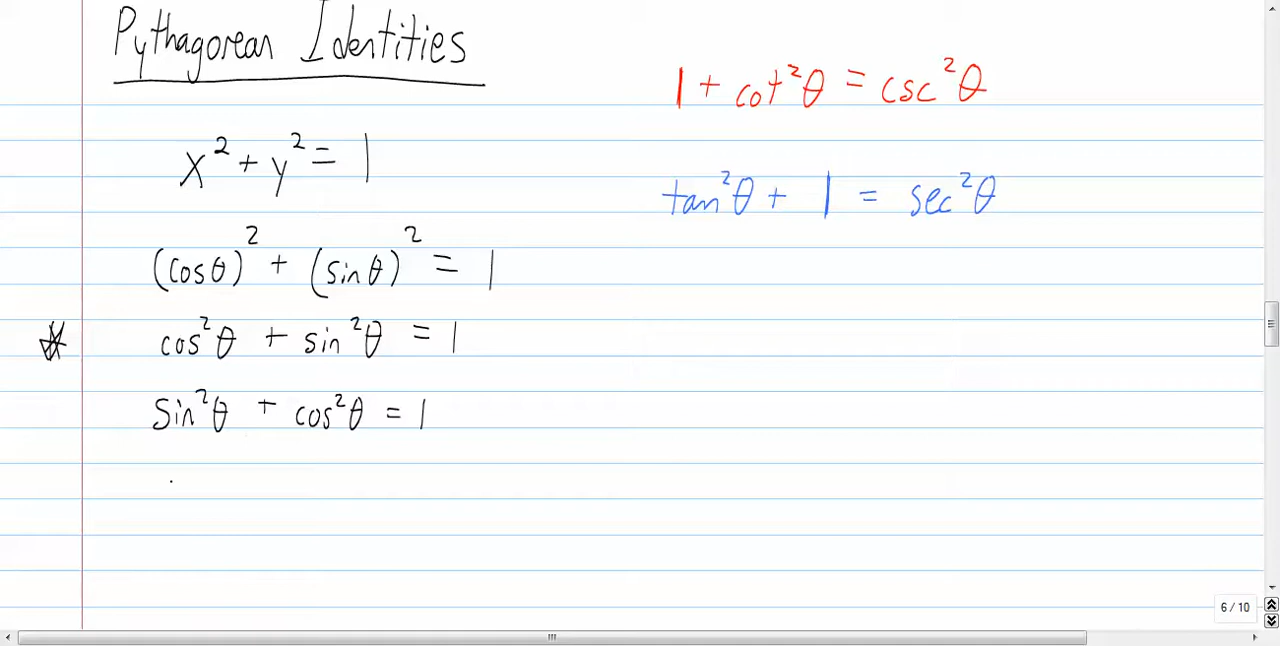 Pythagorean Identities
x² + y² = 1
(cosθ)² + (sinθ)² = 1
cos²θ + sin²θ = 1
Sin²θ + cos²θ = 1
1 + cot²θ = csc²θ
tan²θ + 1 = sec²θ
6 / 10